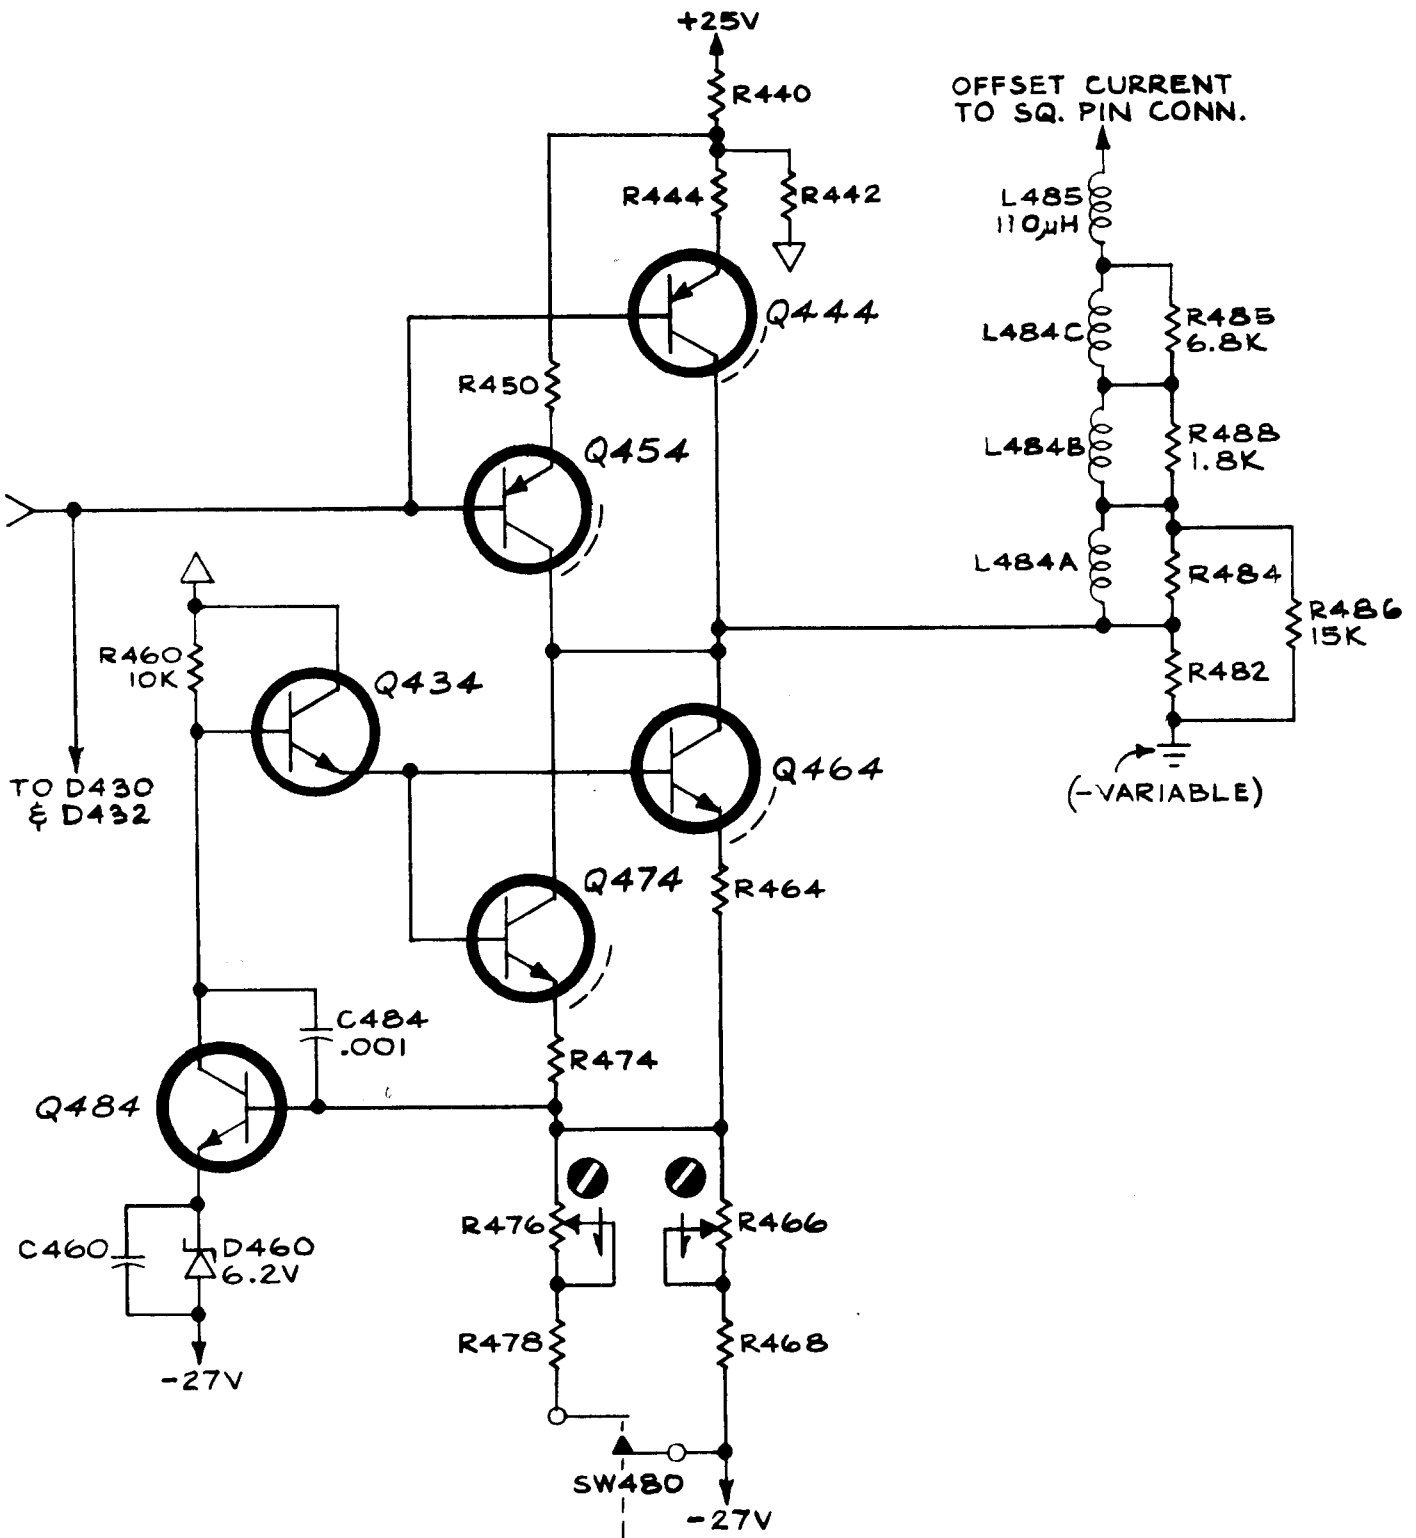 +25V
R440
OFFSET CURRENT
TO SQ. PIN CONN.
R444
R442
L485
110μH
Q444
L484C
R485
6.8K
R450
Q454
L484B
R488
1.8K
L484A
R484
R486
15K
R460
10K
Q434
R482
TO D430
& D432
Q464
(-VARIABLE)
Q474
R464
C484
.001
R474
Q484
R476
R466
C460
D460
6.2V
R478
R468
-27V
SW480
-27V